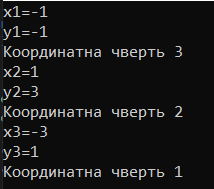 x1=-1
y1=-1
Координатна чверть 3
x2=1
y2=3
Координатна чверть 2
x3=-3
y3=1
Координатна чверть 1